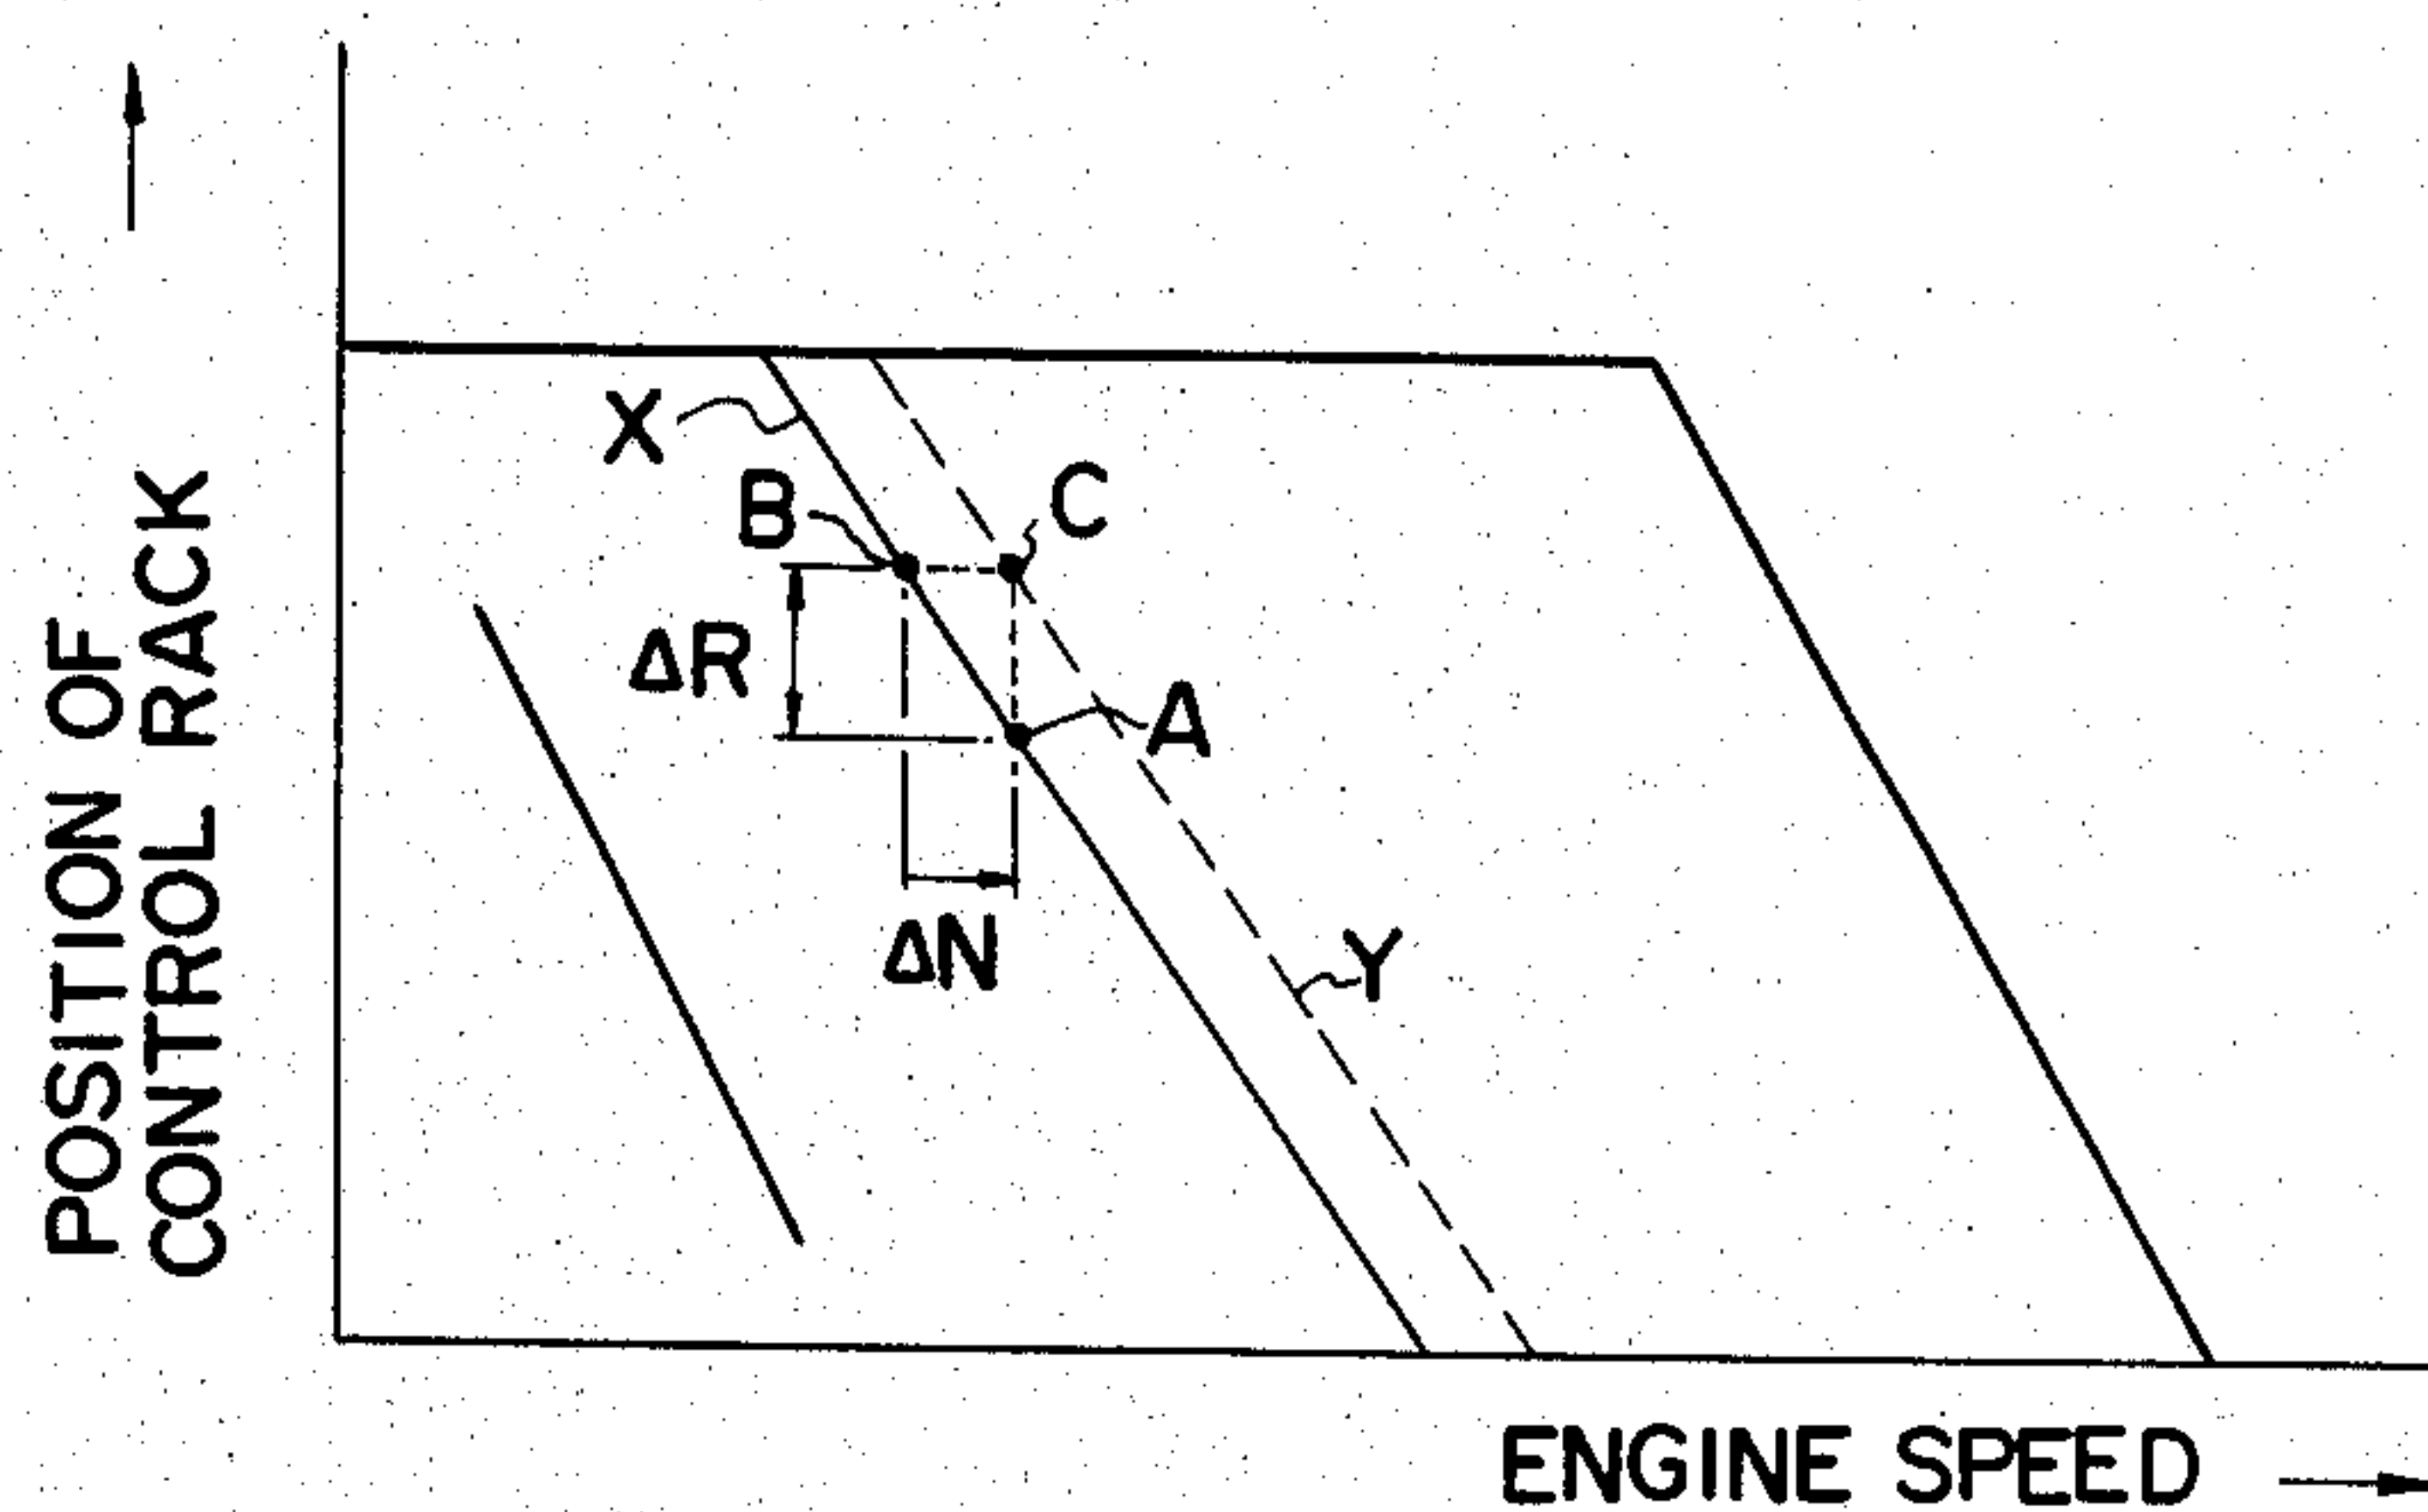 POSITION OF
CONTROL RACK
X
B
C
ΔR
A
ΔN
Y
ENGINE SPEED